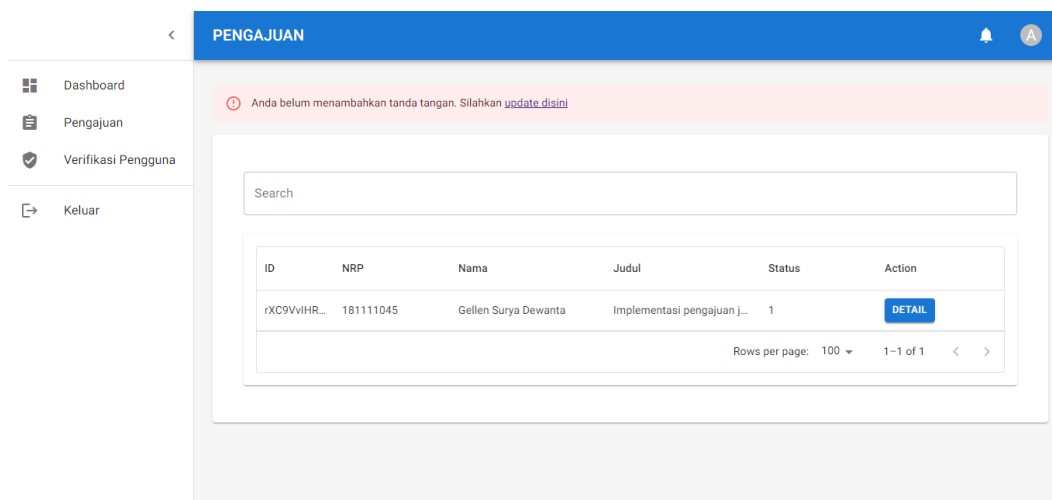 PENGAJUAN
A
Dashboard
Pengajuan
Verifikasi Pengguna
Keluar
Anda belum menambahkan tanda tangan. Silahkan update disini
Search
ID NRP Nama Judul Status Action
rXC9VvIHR... 181111045 Gellen Surya Dewanta Implementasi pengajuan j... 1 DETAIL
Rows per page: 100 1–1 of 1